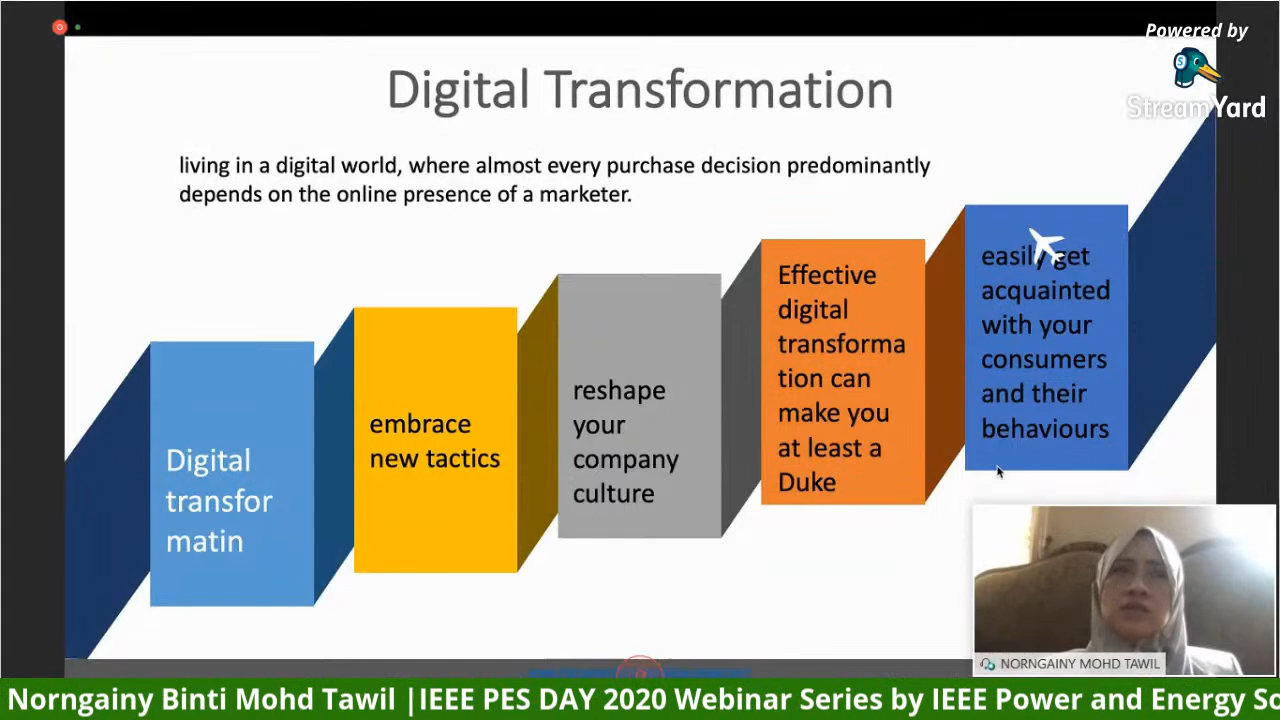 Powered by
StreamYard
Digital Transformation
living in a digital world, where almost every purchase decision predominantly
depends on the online presence of a marketer.
Digital
transfor
matin
embrace
new tactics
reshape
your
company
culture
Effective
digital
transforma
tion can
make you
at least a
Duke
easily get
acquainted
with your
consumers
and their
behaviours
NORNGAINY MOHD TAWIL
Norngainy Binti Mohd Tawil |IEEE PES DAY 2020 Webinar Series by IEEE Power and Energy So